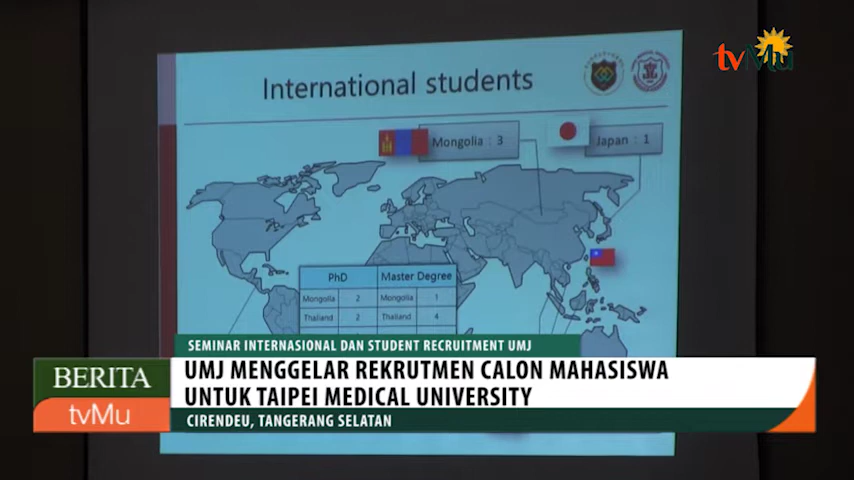 tvMu
International students
Mongolia : 3
Japan : 1
PhD
Master Degree
Mongolia 2 Mongolia 1
Thailand 2 Thailand 4
SEMINAR INTERNASIONAL DAN STUDENT RECRUITMENT UMJ
BERITA
tvMu
UMJ MENGGELAR REKRUTMEN CALON MAHASISWA
UNTUK TAIPEI MEDICAL UNIVERSITY
CIRENDEU, TANGERANG SELATAN